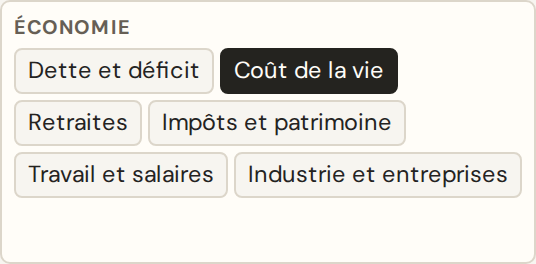 ÉCONOMIE
Dette et déficit Coût de la vie
Retraites Impôts et patrimoine
Travail et salaires Industrie et entreprises